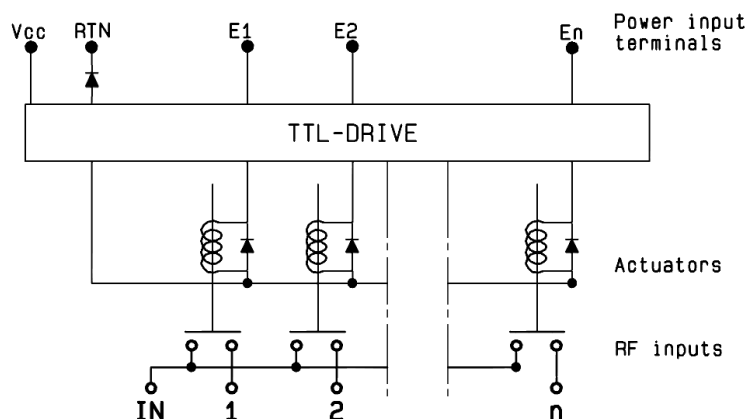 Vcc RTN E1 E2 En Power input
terminals
TTL-DRIVE
Actuators
RF inputs
IN 1 2 n